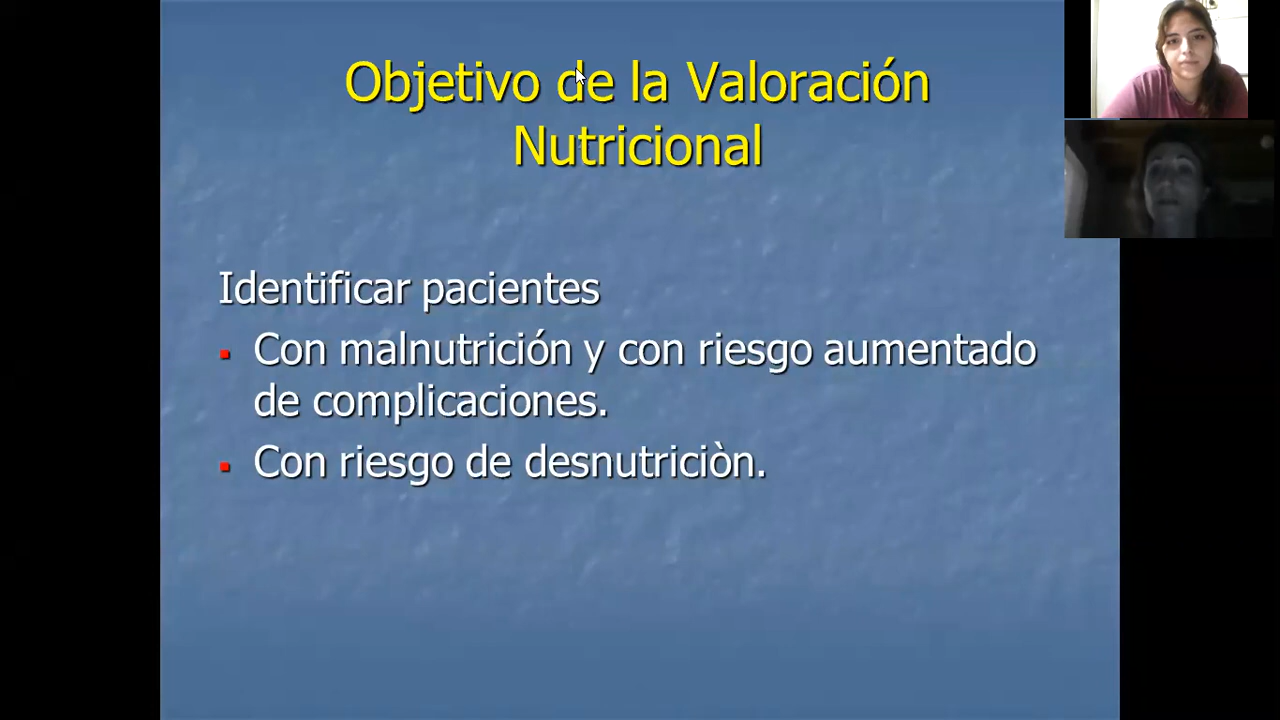 Objetivo de la Valoración
Nutricional
Identificar pacientes
Con malnutrición y con riesgo aumentado
de complicaciones.
Con riesgo de desnutriciòn.